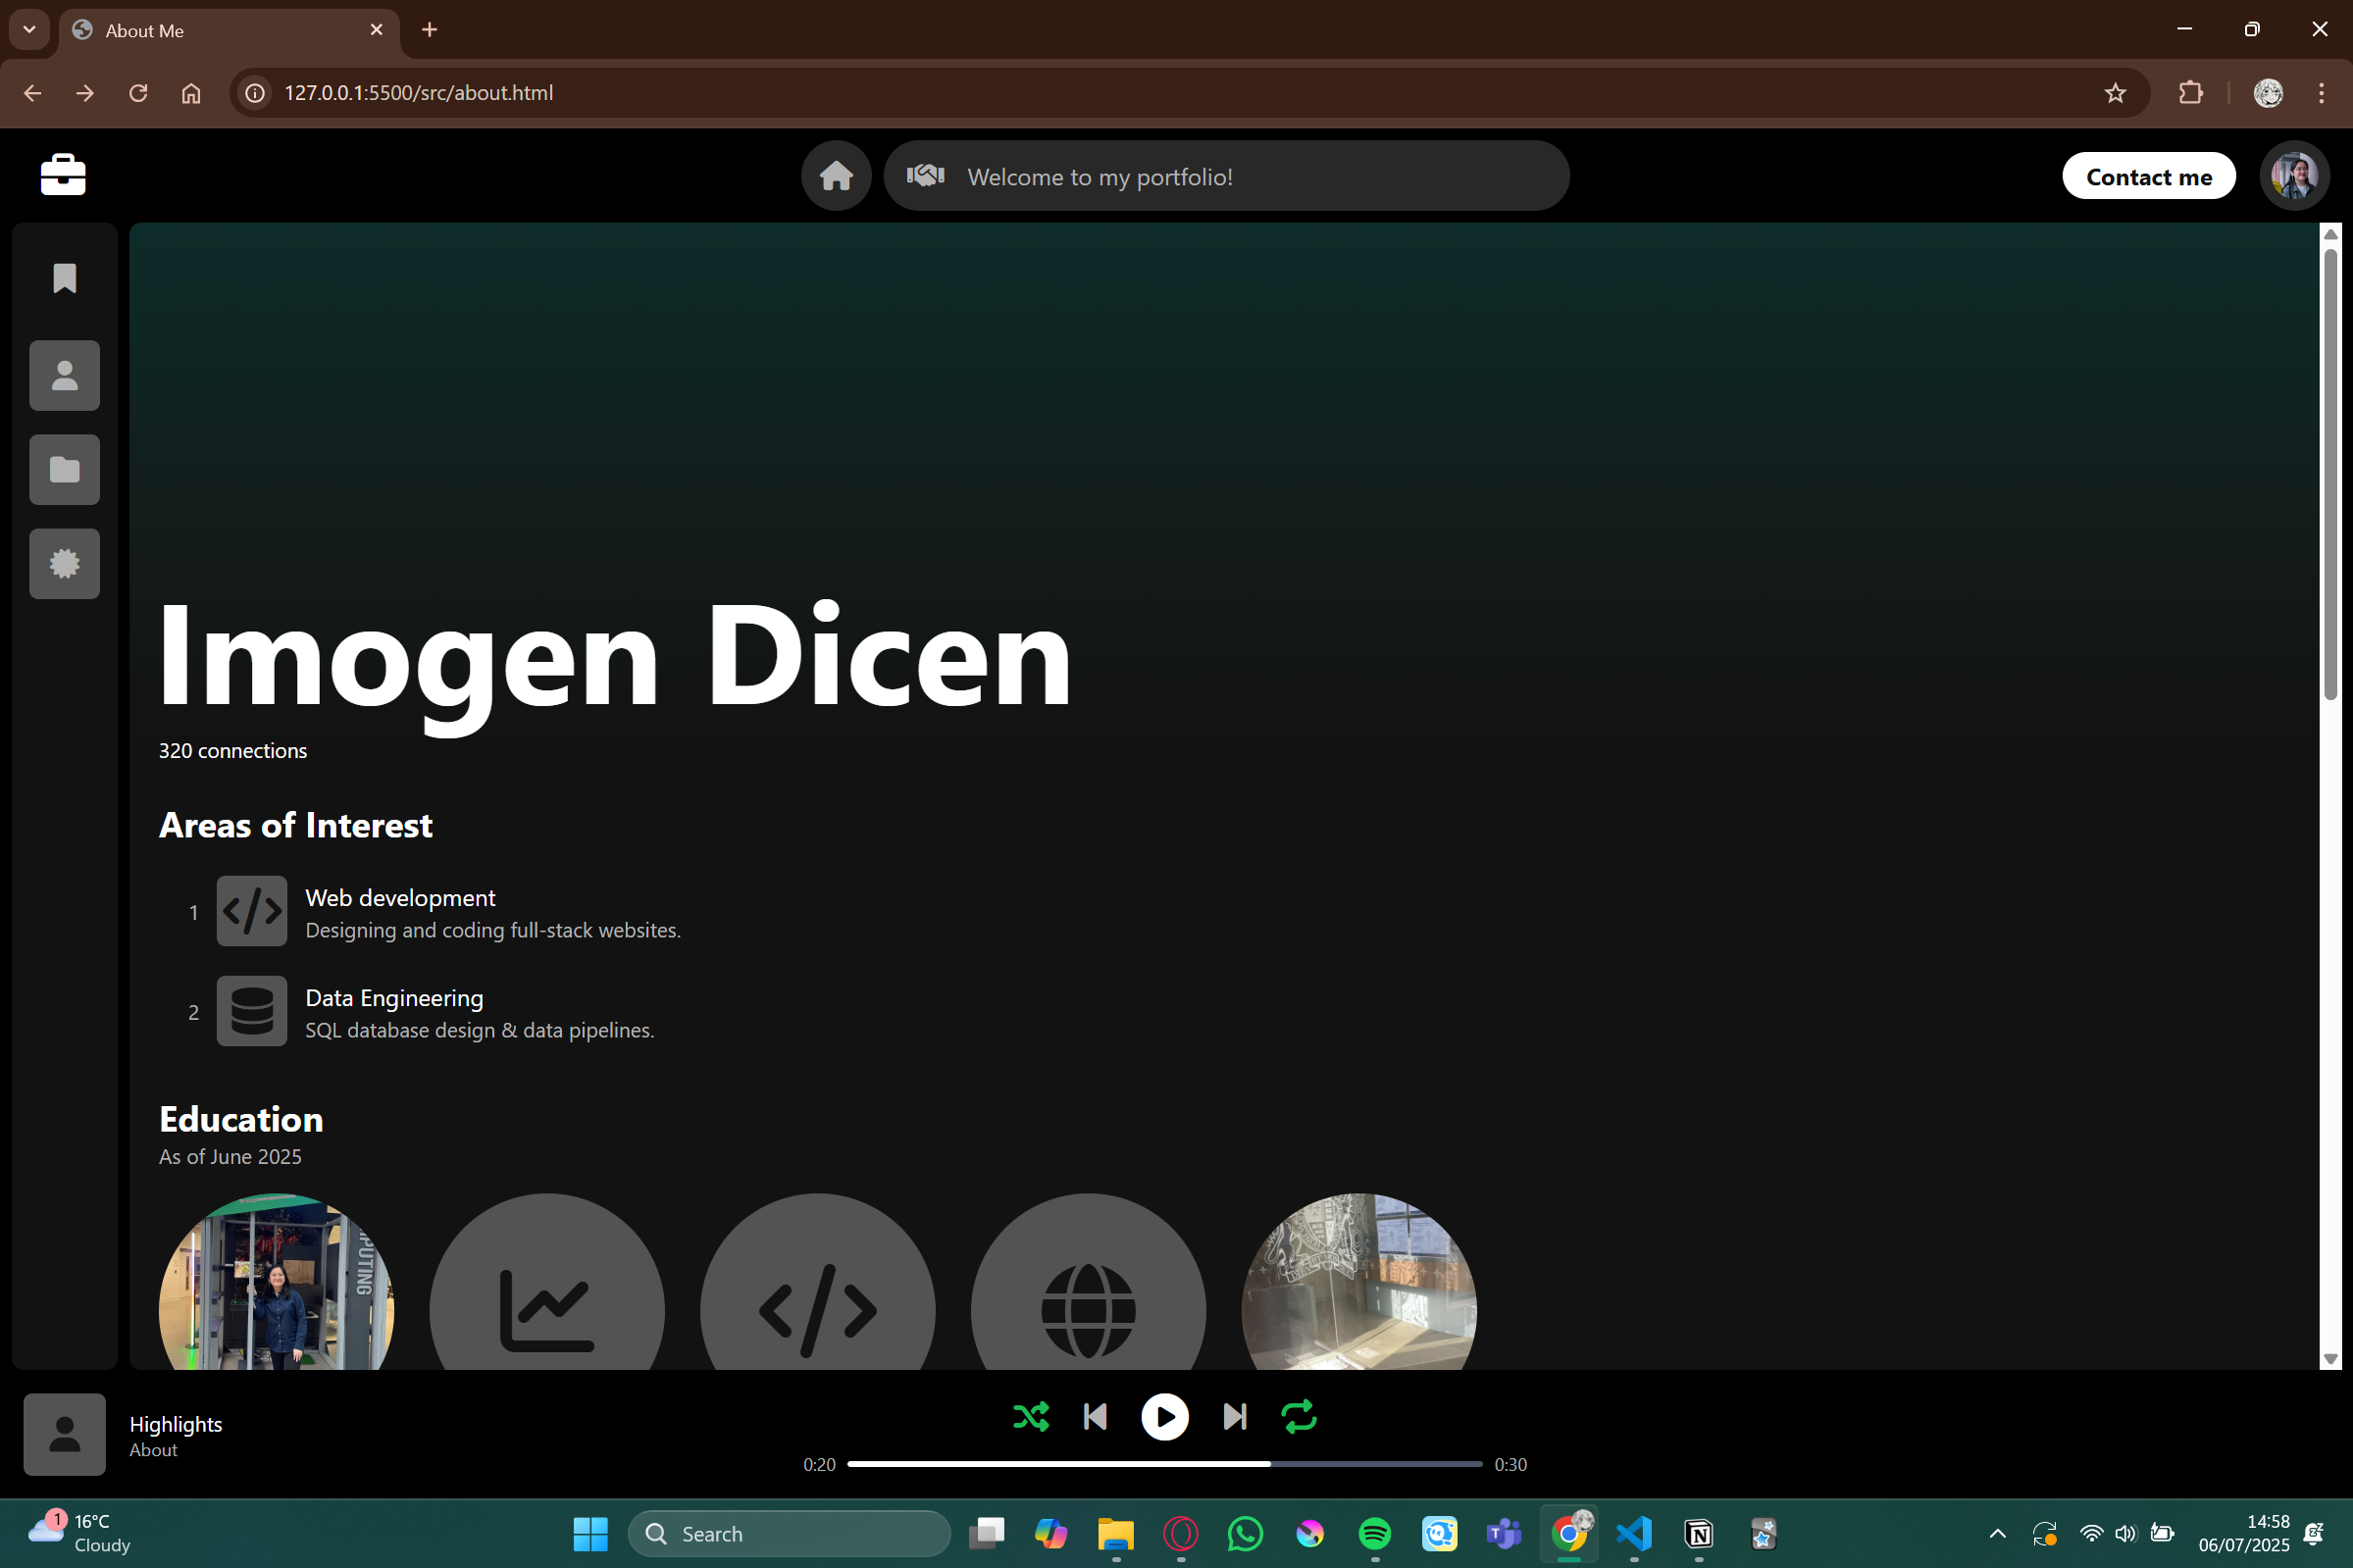 About Me
127.0.0.1:5500/src/about.html
Welcome to my portfolio!
Contact me
Imogen Dicen
320 connections
Areas of Interest
1
Web development
Designing and coding full-stack websites.
2
Data Engineering
SQL database design & data pipelines.
Education
As of June 2025
PUTING
Highlights
About
0:20
0:30
1
16°C
Cloudy
Search
14:58
06/07/2025